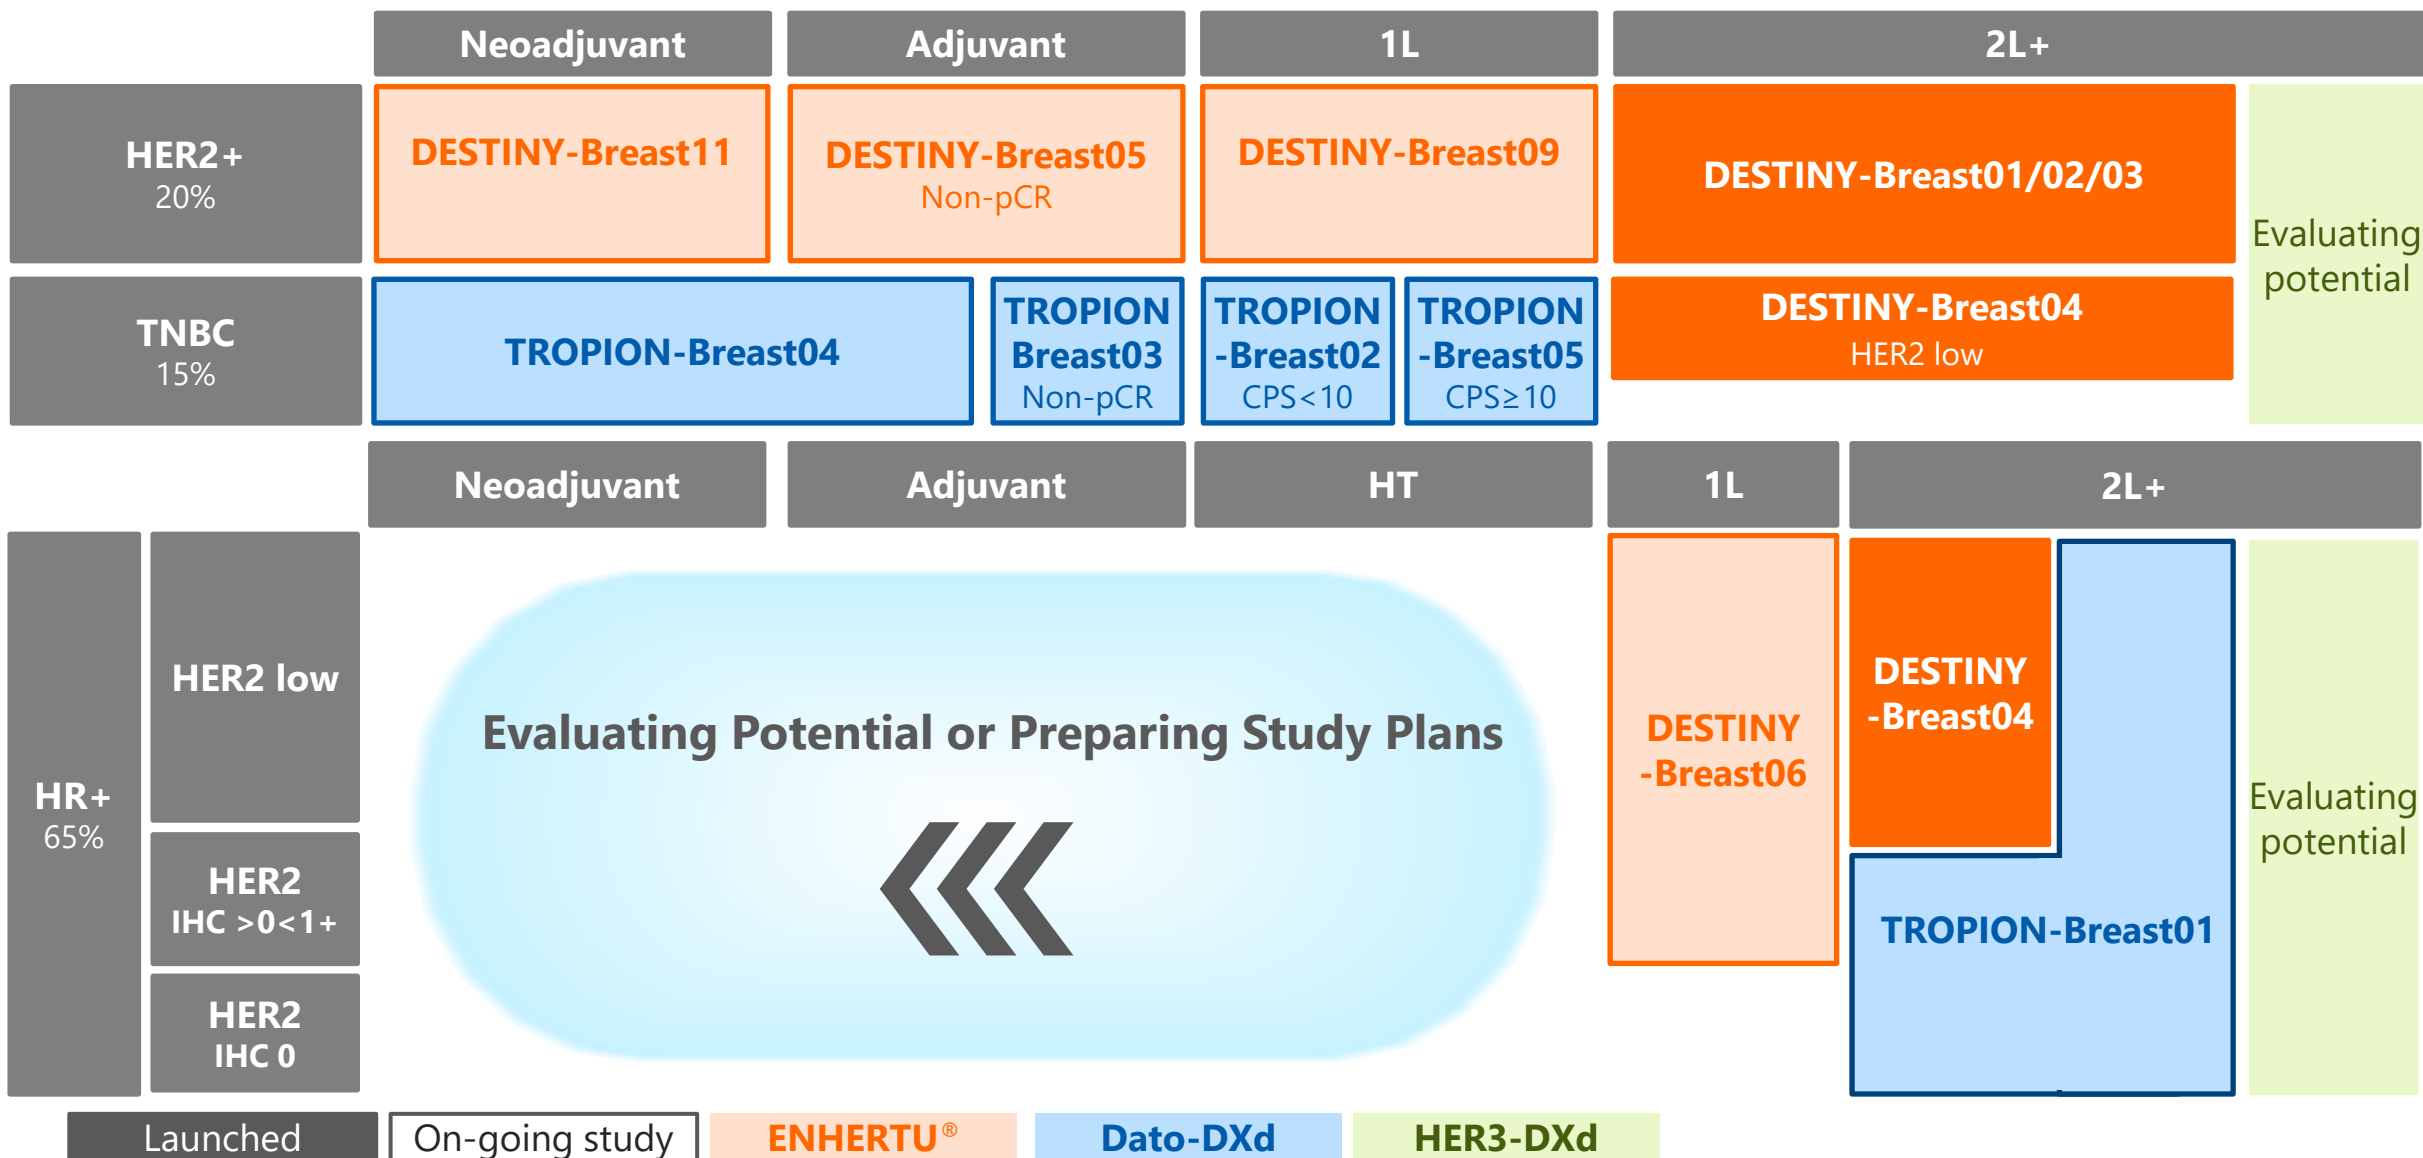 Neoadjuvant
Adjuvant
1L
2L+
HER2+
20%
DESTINY-Breast11
DESTINY-Breast05
Non-pCR
DESTINY-Breast09
DESTINY-Breast01/02/03
Evaluating
potential
TNBC
15%
TROPION-Breast04
TROPION
Breast03
Non-pCR
TROPION
-Breast02
CPS<10
TROPION
-Breast05
CPS≥10
DESTINY-Breast04
HER2 low
Neoadjuvant
Adjuvant
HT
1L
2L+
HR+
65%
HER2 low
HER2
IHC >0<1+
HER2
IHC 0
Evaluating Potential or Preparing Study Plans
DESTINY
-Breast06
DESTINY
-Breast04
TROPION-Breast01
Evaluating
potential
Launched
On-going study
ENHERTU®
Dato-DXd
HER3-DXd